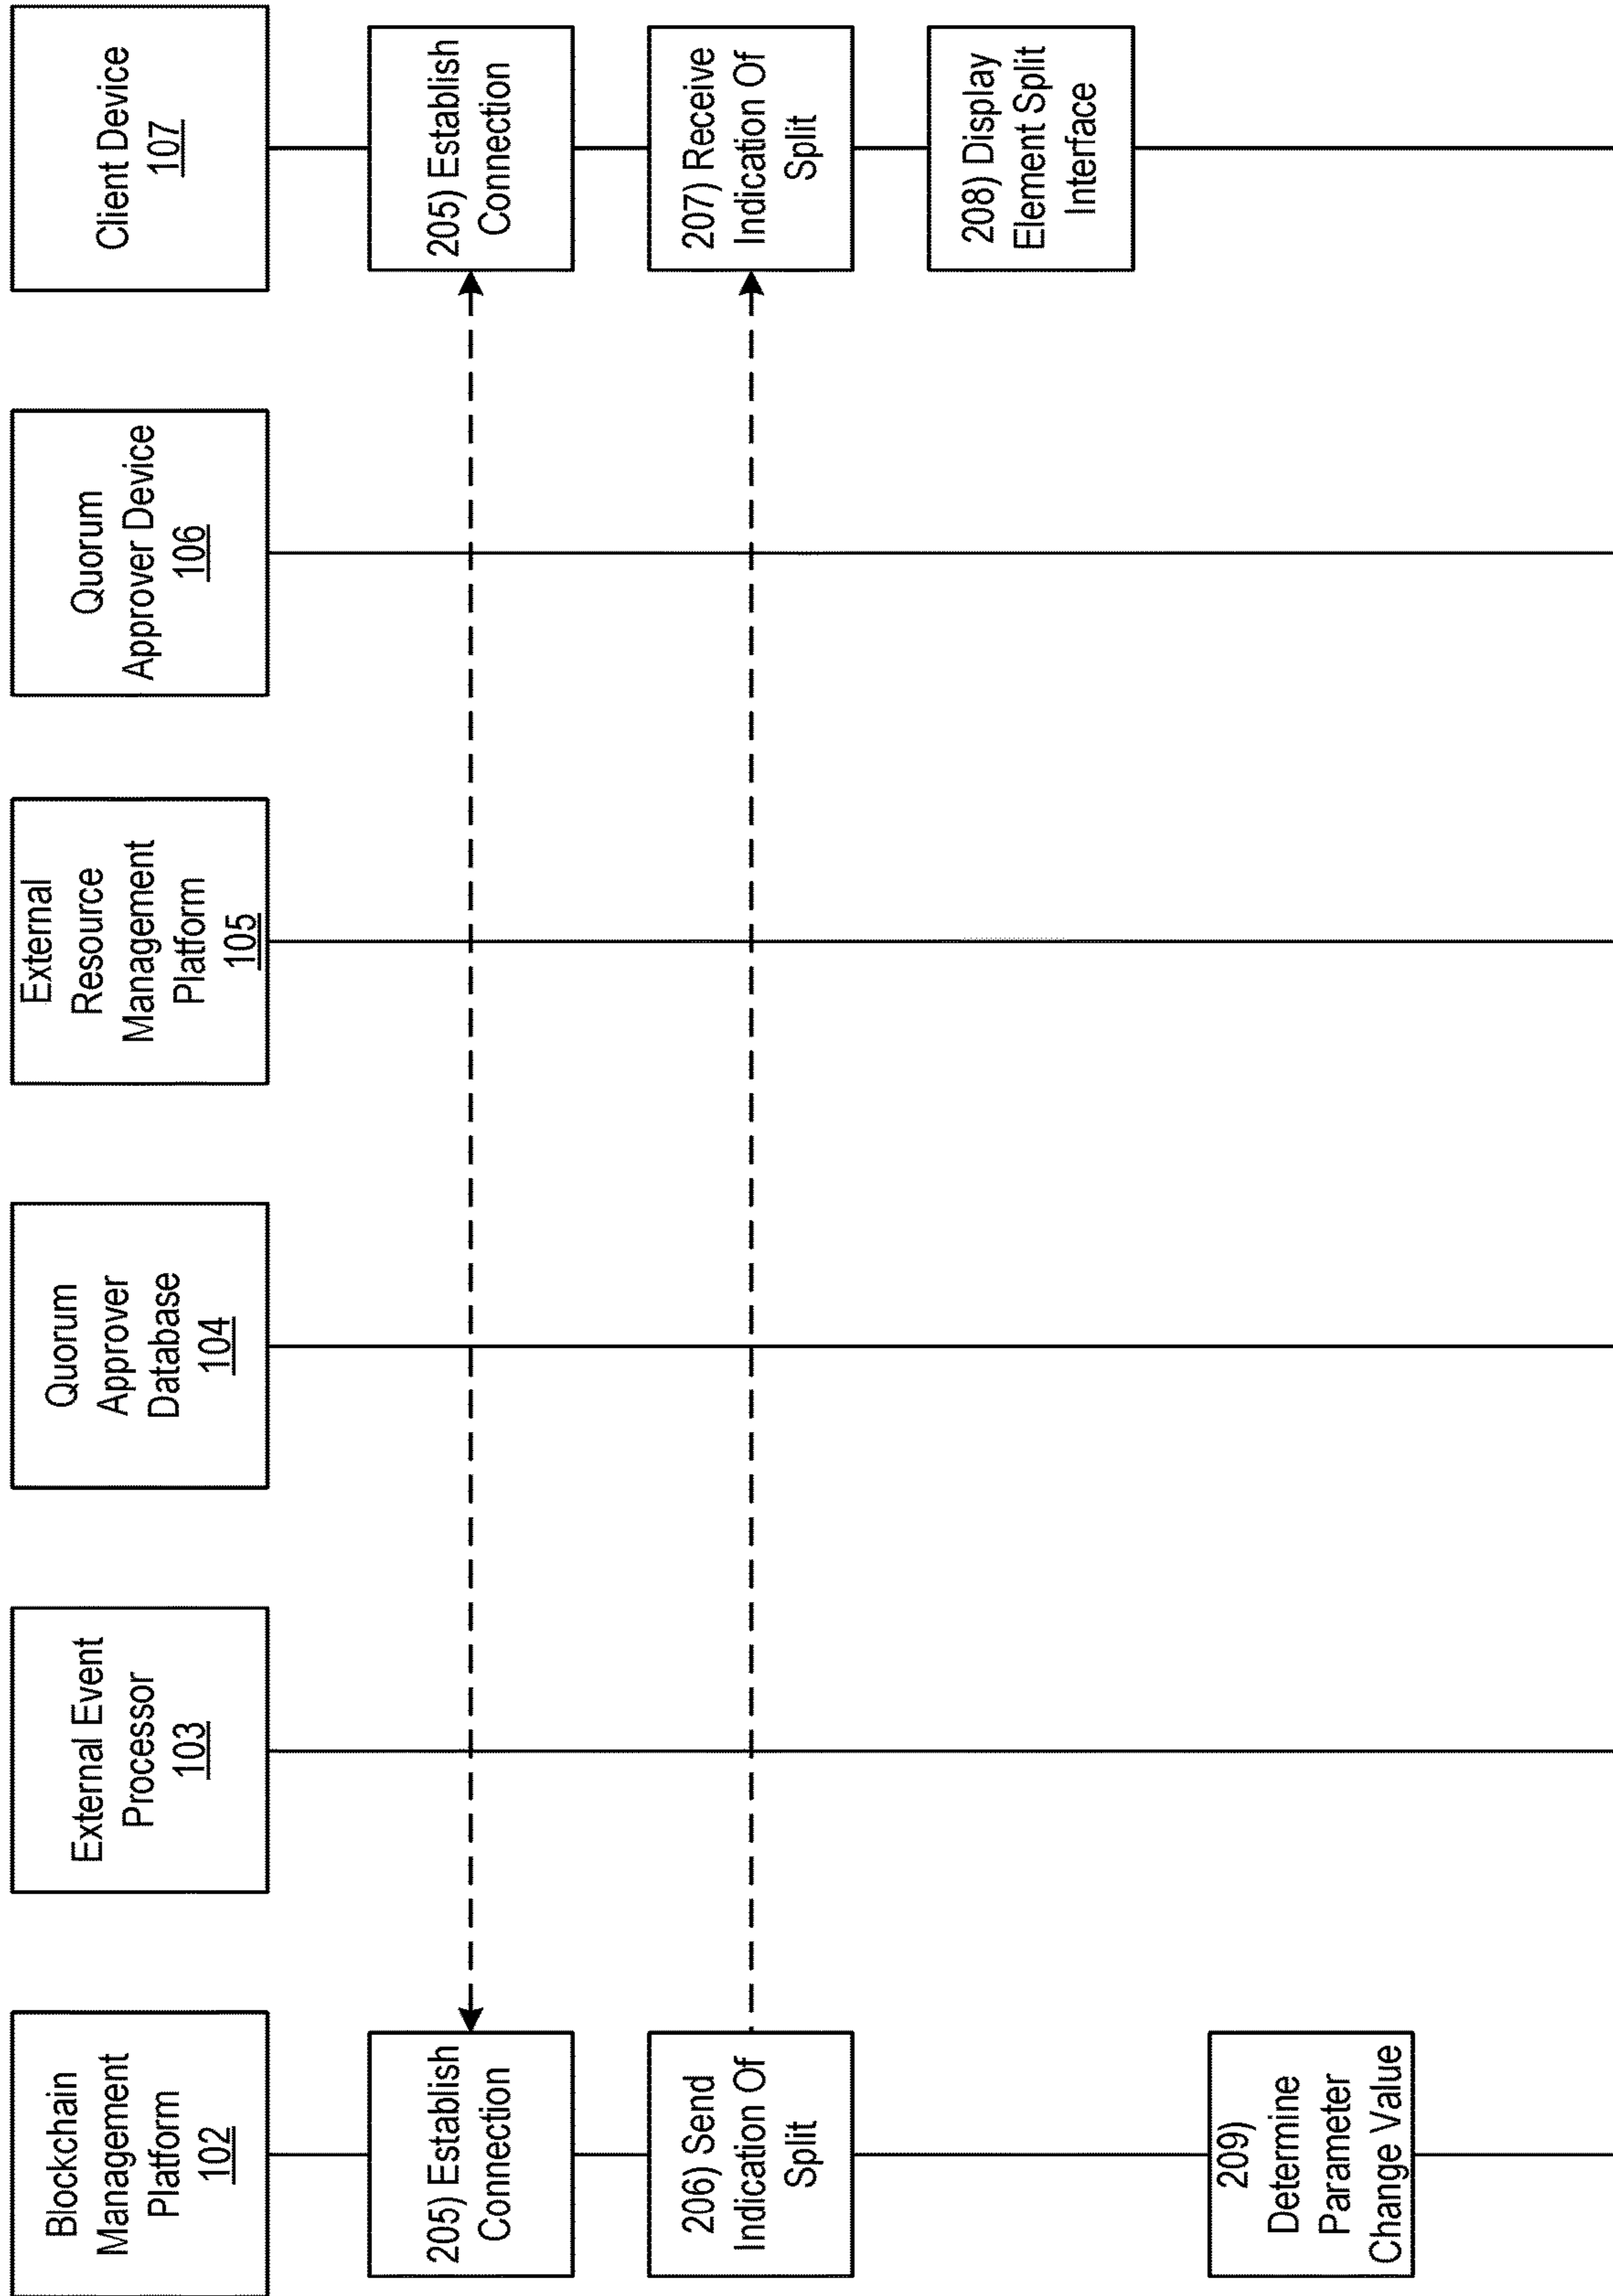 Blockchain
Management
Platform
102
External Event
Processor
103
Quorum
Approver
Database
104
External
Resource
Management
Platform
105
Quorum
Approver Device
106
Client Device
107
205) Establish
Connection
205) Establish
Connection
206) Send
Indication Of
Split
207) Receive
Indication Of
Split
208) Display
Element Split
Interface
209)
Determine
Parameter
Change Value